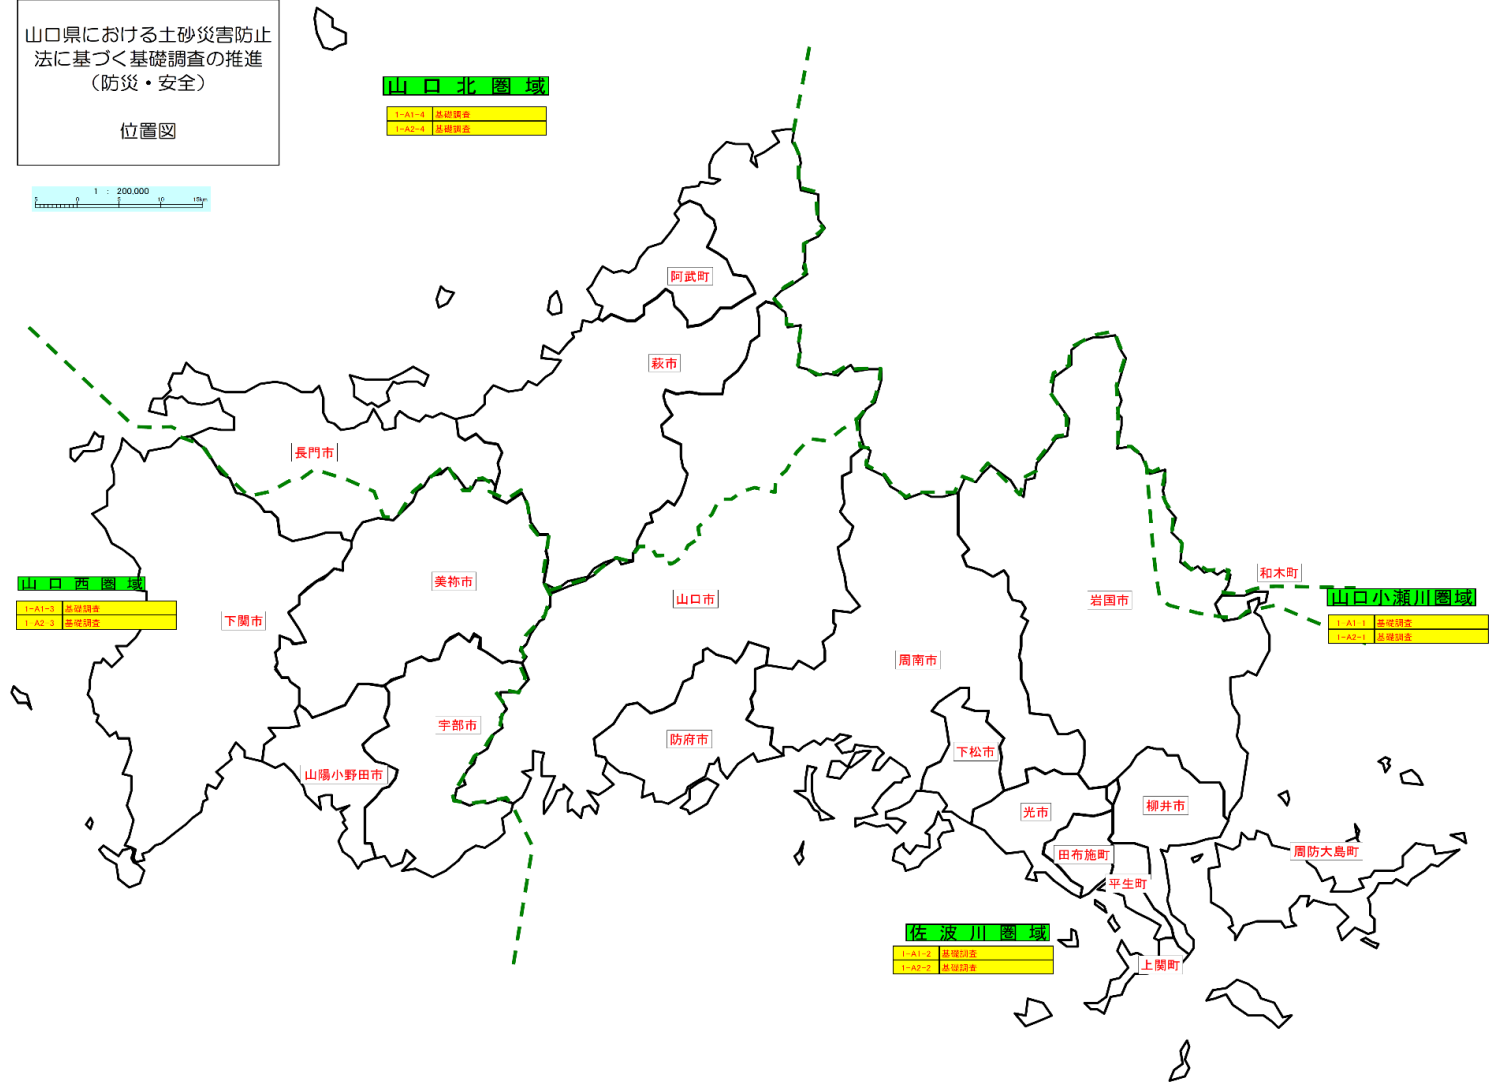 山口県における土砂災害防止
法に基づく基礎調査の推進
（防災・安全）
位置図
1 : 200,000
5 0 5 10 15km
山口北圏域
1-A1-4 基礎調査
1-A2-4 基礎調査
阿武町
萩市
長門市
美祢市
山口市
和木町
岩国市
山口西圏域
1-A1-3 基礎調査
1-A2-3 基礎調査
下関市
山口小瀬川圏域
1-A1-1 基礎調査
1-A2-1 基礎調査
周南市
宇部市
防府市
下松市
山陽小野田市
光市
柳井市
田布施町
周防大島町
平生町
佐波川圏域
1-A1-2 基礎調査
1-A2-2 基礎調査
上関町